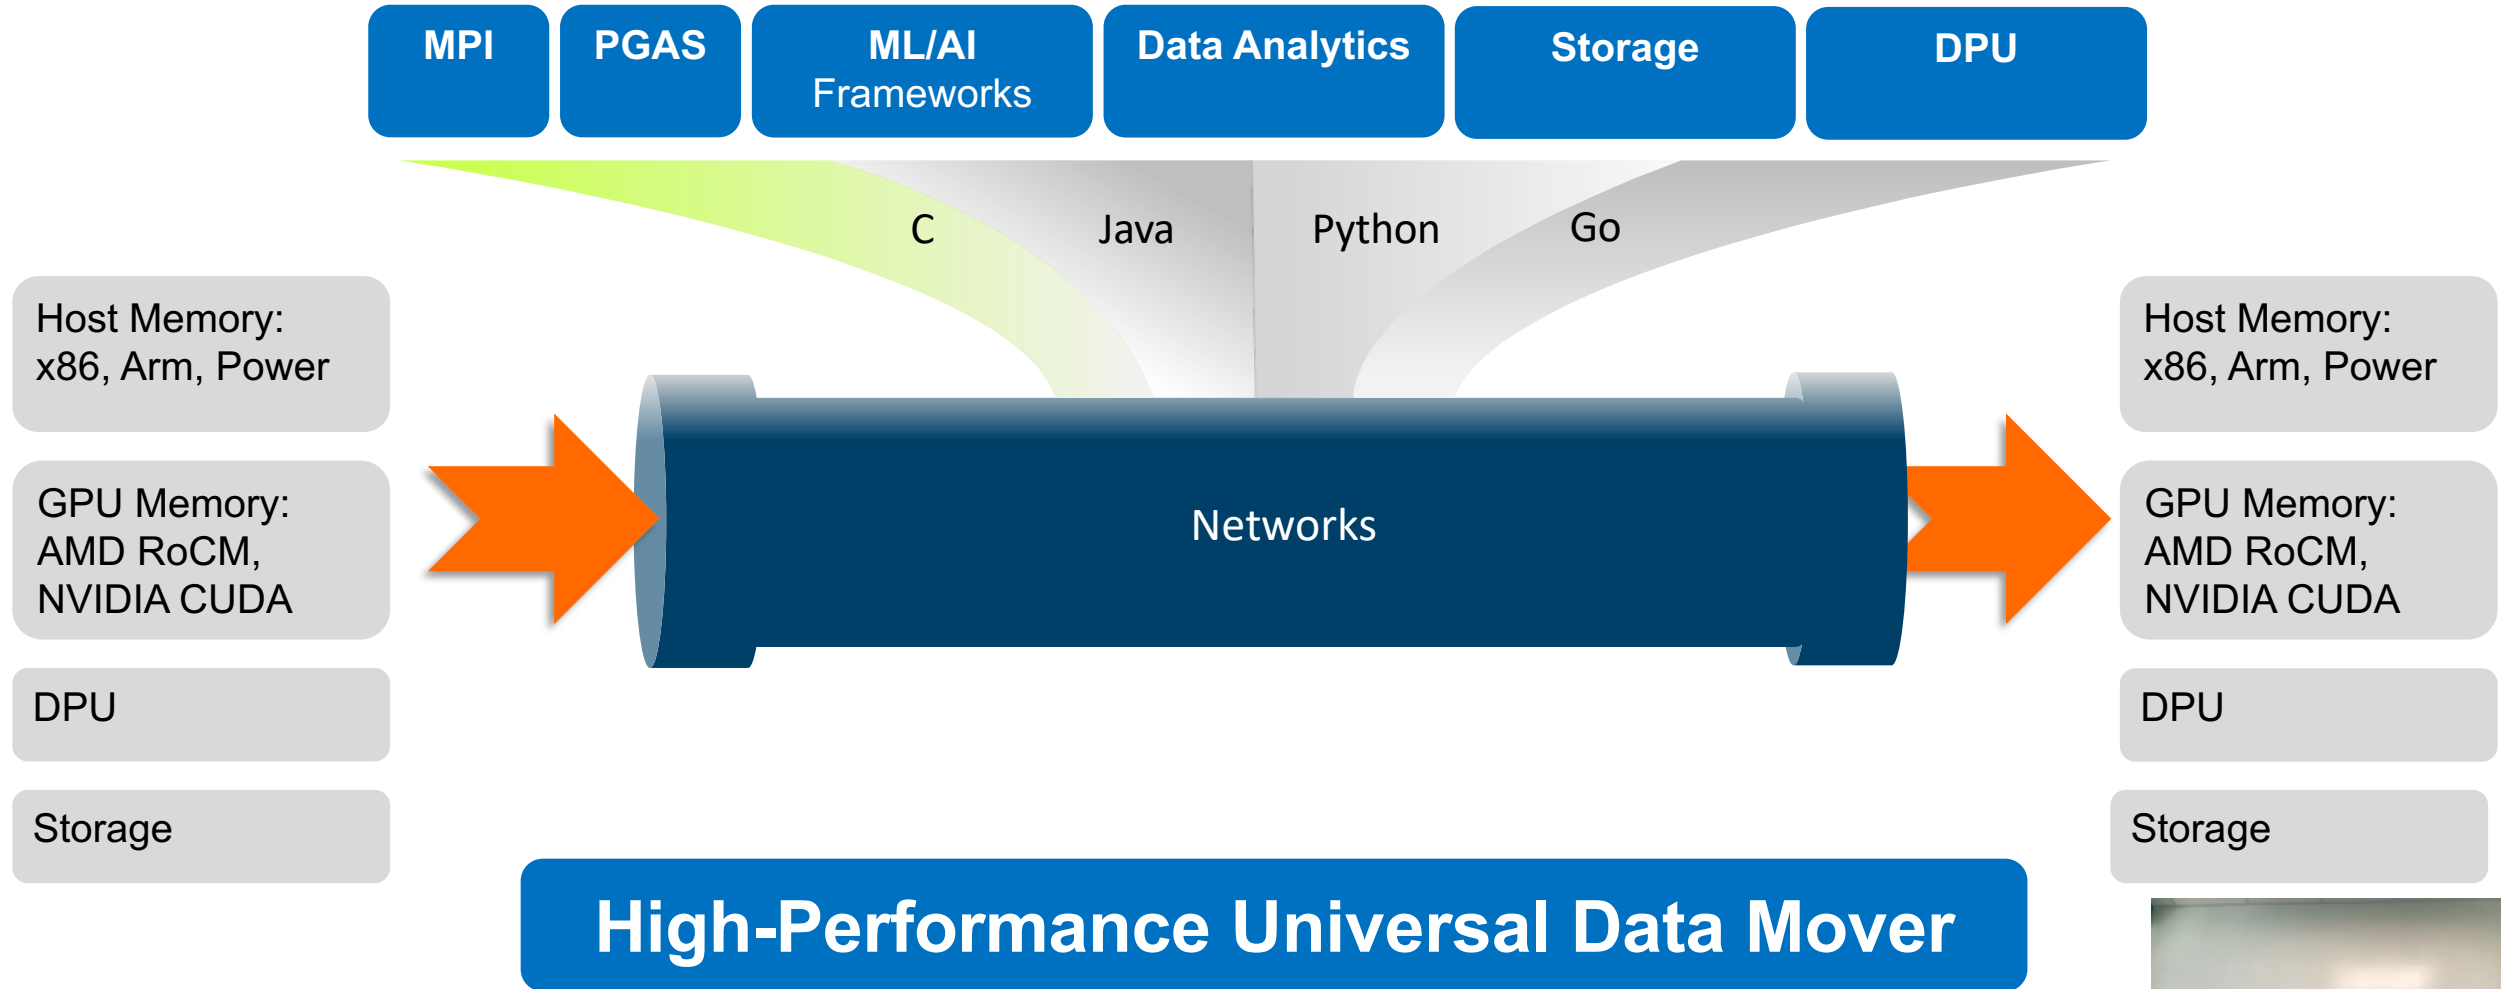 MPI
PGAS
ML/AI
Frameworks
Data Analytics
Storage
DPU
C
Java
Python
Go
Host Memory:
x86, Arm, Power
GPU Memory:
AMD RoCM,
NVIDIA CUDA
DPU
Storage
Networks
Host Memory:
x86, Arm, Power
GPU Memory:
AMD RoCM,
NVIDIA CUDA
DPU
Storage
High-Performance Universal Data Mover